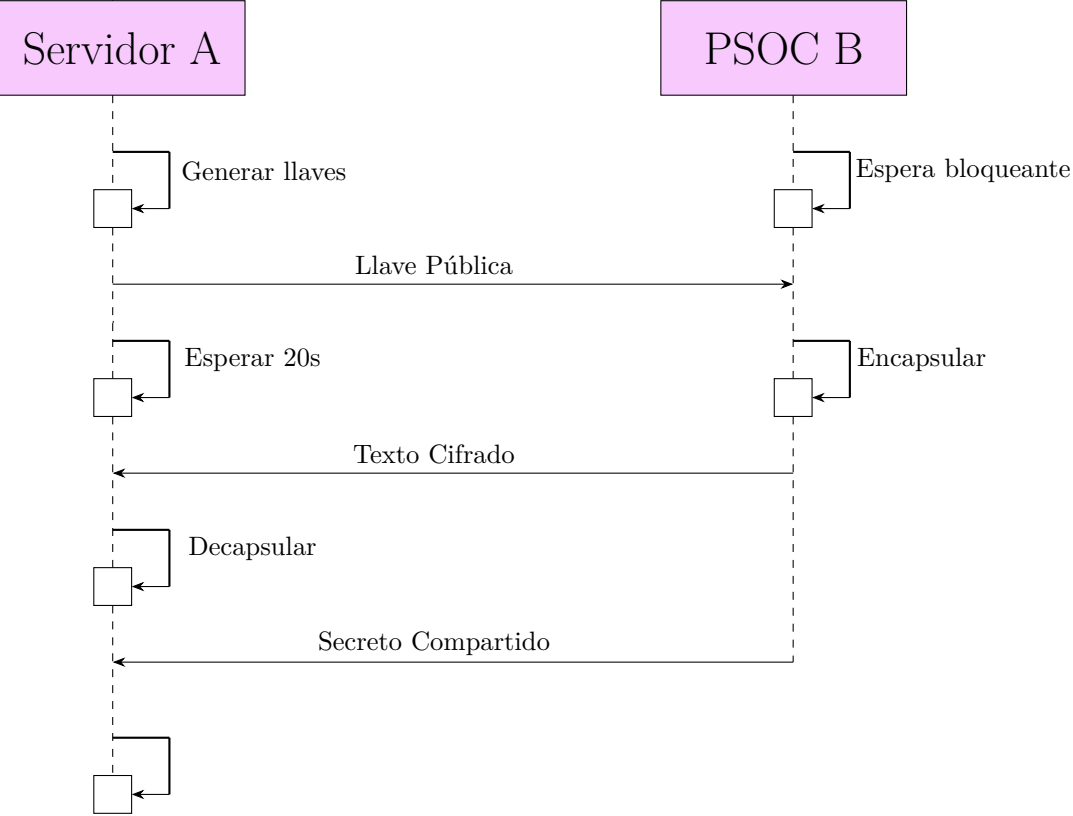 Servidor A
PSOC B
Generar llaves
Espera bloqueante
Llave Pública
Esperar 20s
Encapsular
Texto Cifrado
Decapsular
Secreto Compartido